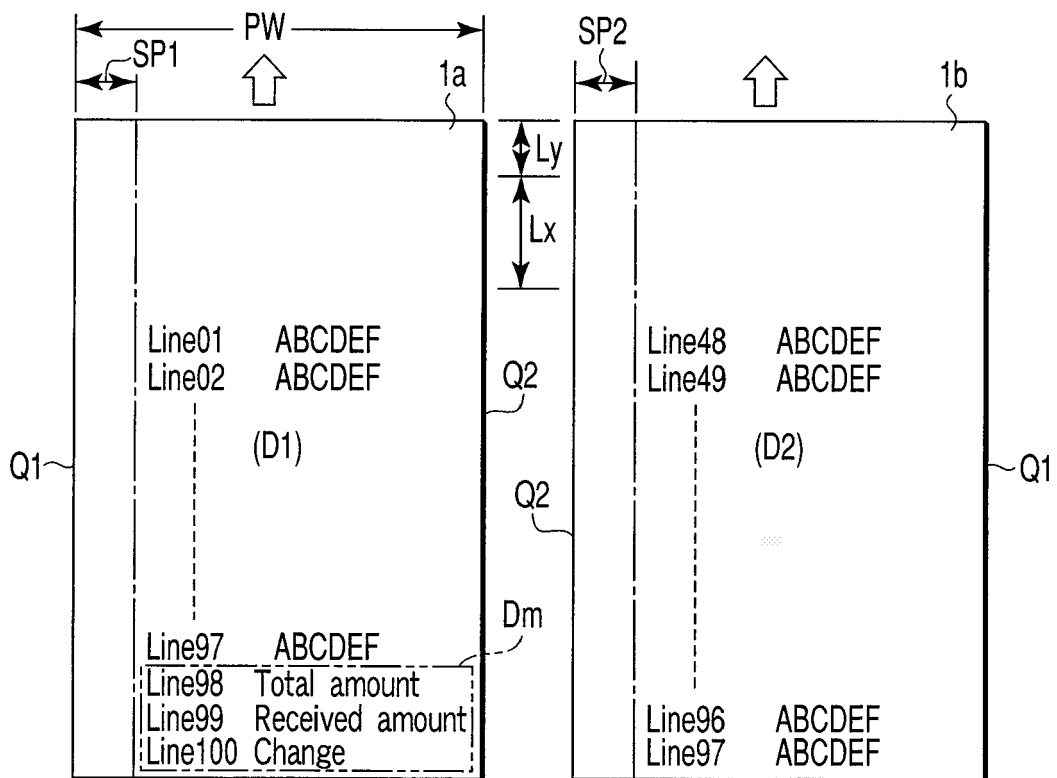 PW
SP1
SP2
1a
1b
Ly
Lx
Line01 ABCDEF
Line02 ABCDEF
(D1)
Q1
Q2
Line97 ABCDEF
Dm
Line98 Total amount
Line99 Received amount
Line100 Change
Line48 ABCDEF
Line49 ABCDEF
(D2)
Q1
Q2
Line96 ABCDEF
Line97 ABCDEF